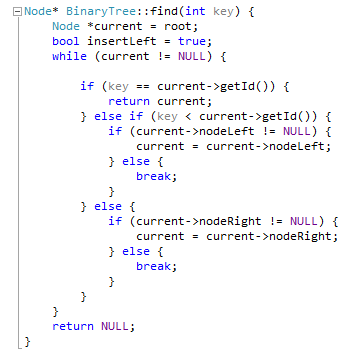 Node* BinaryTree::find(int key) {
    Node *current = root;
    bool insertLeft = true;
    while (current != NULL) {

        if (key == current->getId()) {
            return current;
        } else if (key < current->getId()) {
            if (current->nodeLeft != NULL) {
                current = current->nodeLeft;
            } else {
                break;
            }
        } else {
            if (current->nodeRight != NULL) {
                current = current->nodeRight;
            } else {
                break;
            }
        }
    }
    return NULL;
}